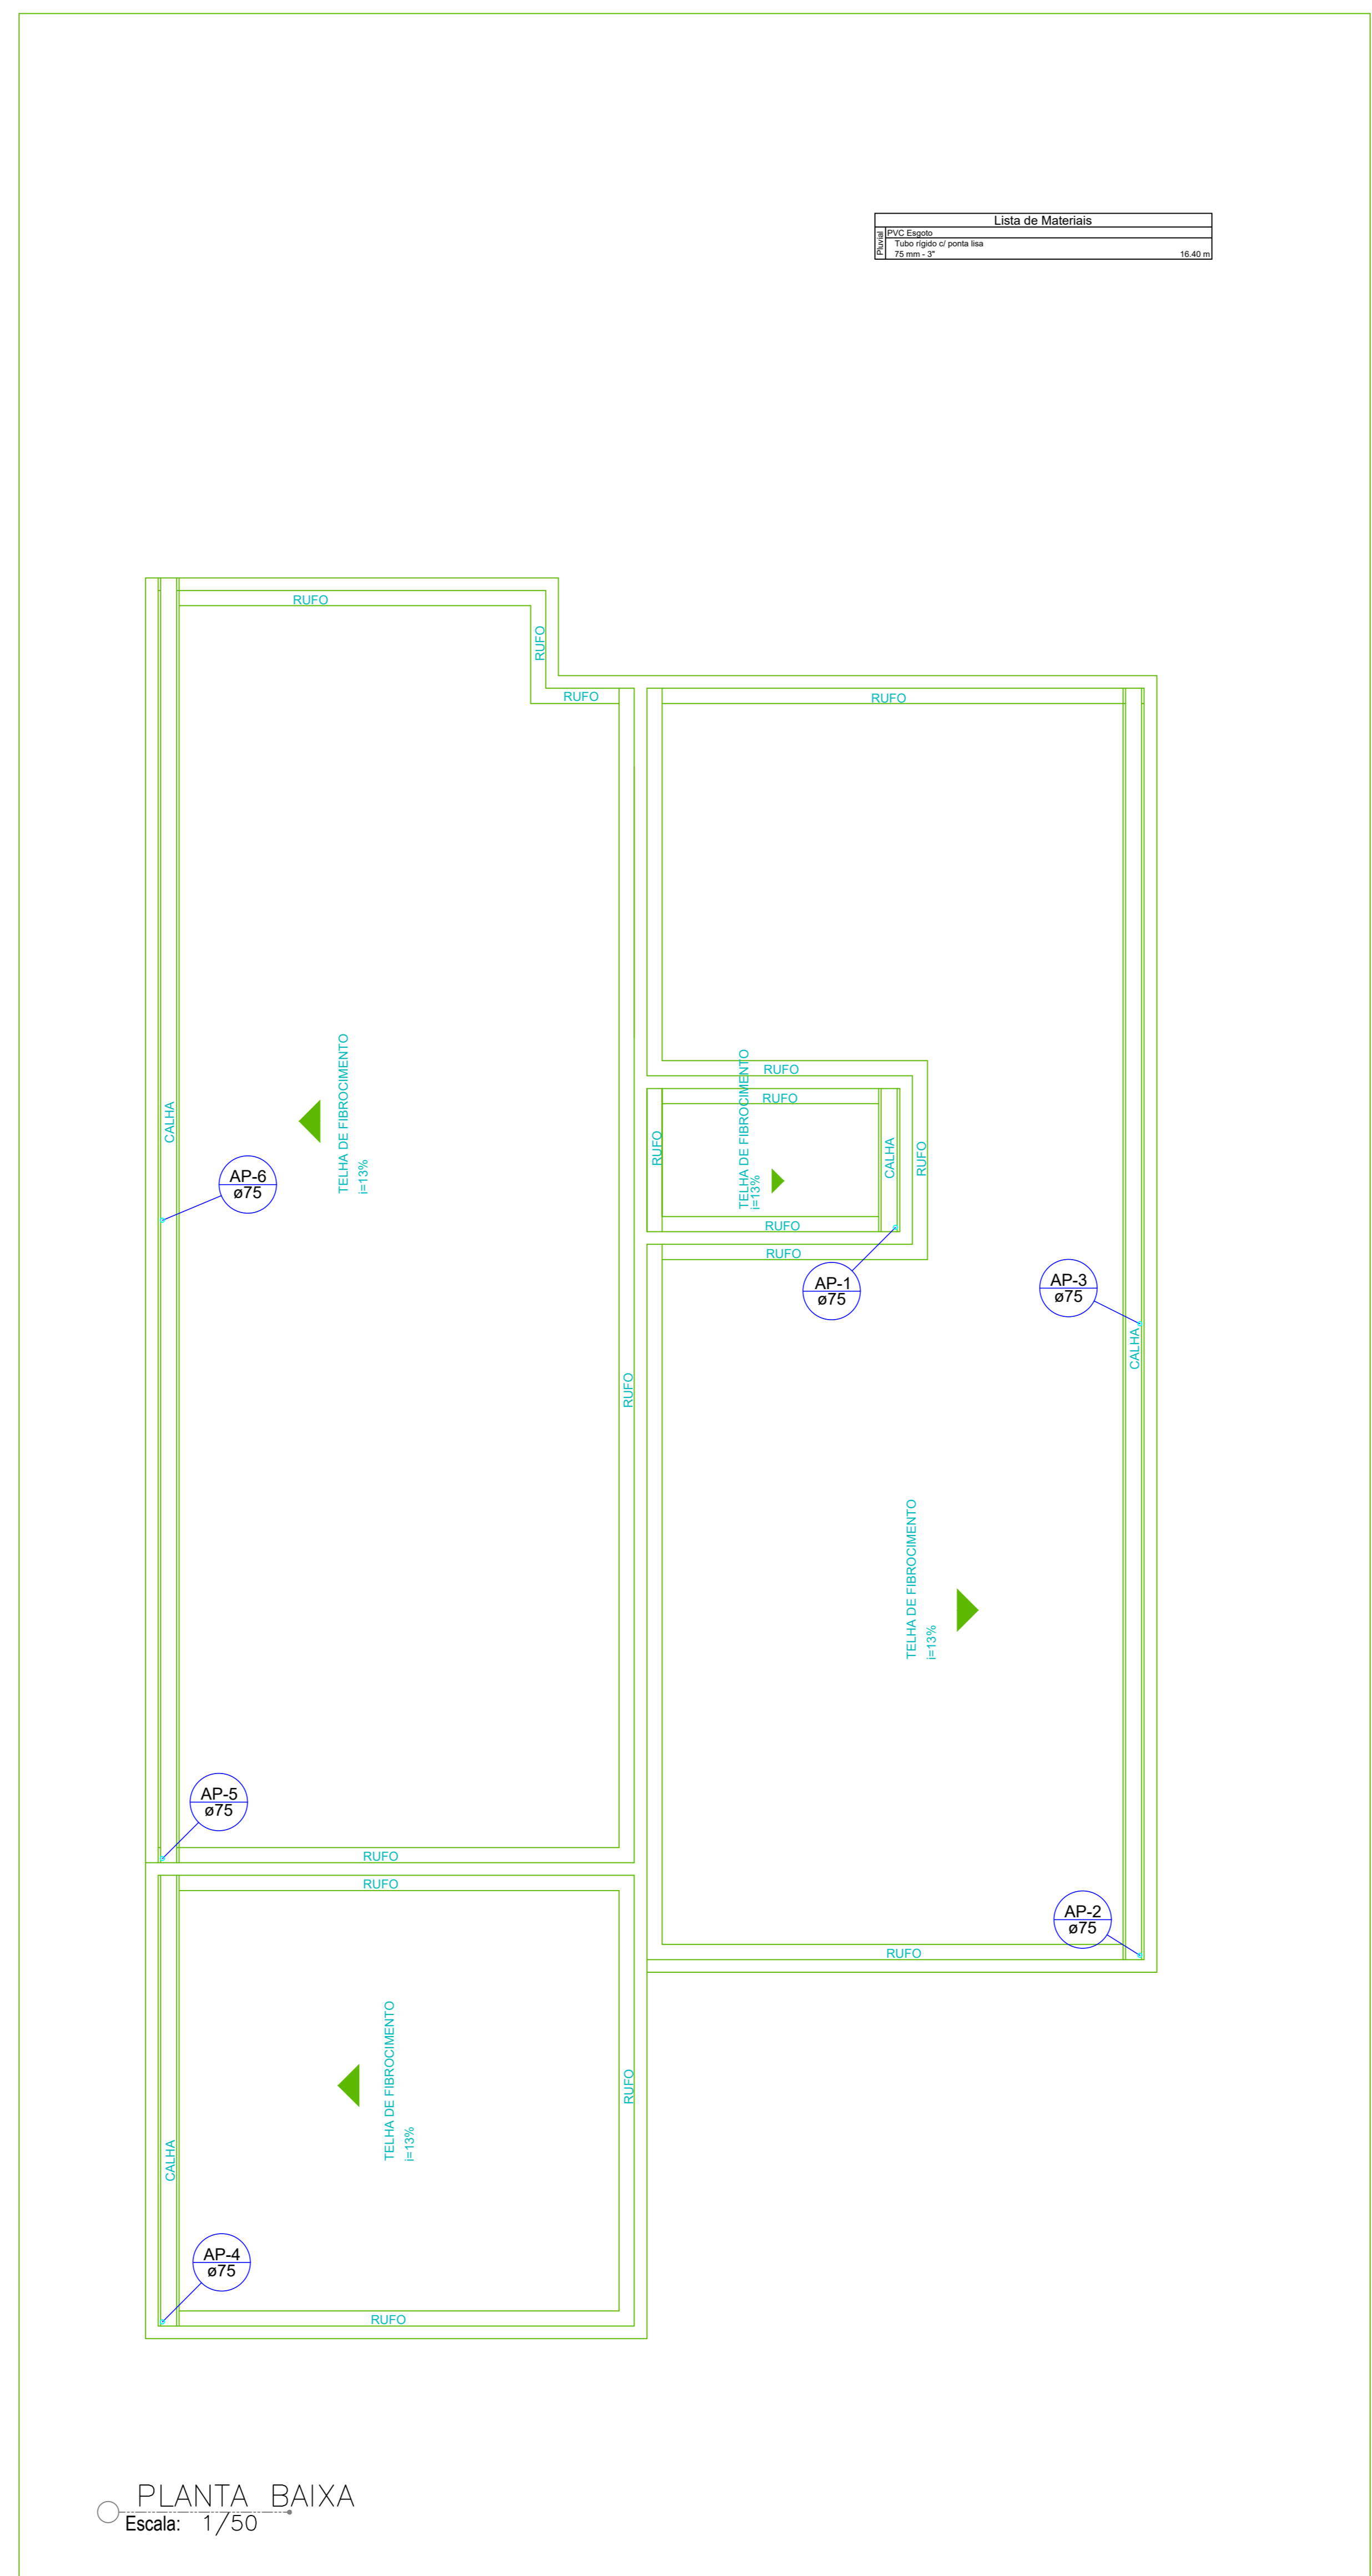 Lista de Materiais
Pluvial
PVC Esgoto
Tubo rígido c/ ponta lisa
75 mm - 3" 16.40 m
RUFO
RUFO
RUFO
RUFO
TELHA DE FIBROCIMENTO
i=13%
CALHA
AP-6
ø75
RUFO
RUFO
RUFO
TELHA DE FIBROCIMENTO
i=13%
CALHA
RUFO
RUFO
RUFO
AP-1
ø75
AP-3
ø75
CALHA
RUFO
TELHA DE FIBROCIMENTO
i=13%
AP-5
ø75
RUFO
RUFO
AP-2
ø75
RUFO
TELHA DE FIBROCIMENTO
i=13%
RUFO
CALHA
AP-4
ø75
RUFO
PLANTA BAIXA
Escala: 1/50